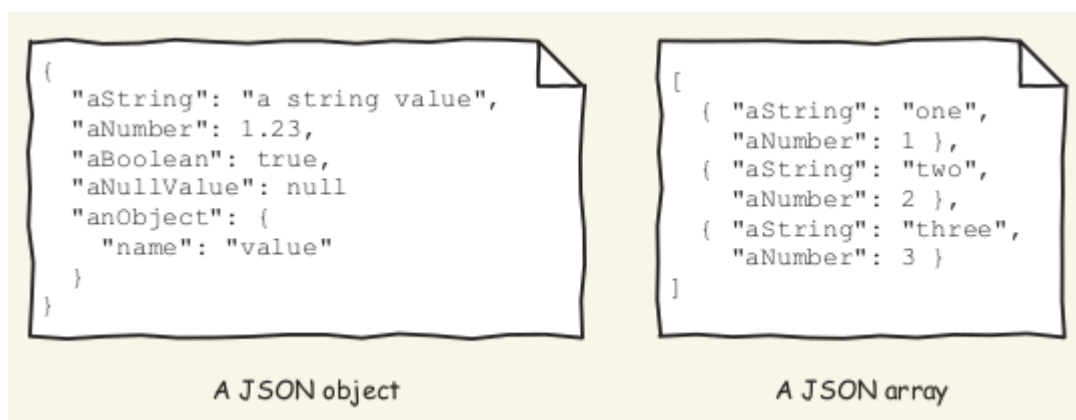 {
  "aString": "a string value",
  "aNumber": 1.23,
  "aBoolean": true,
  "aNullValue": null
  "anObject": {
    "name": "value"
  }
}
A JSON object
[
  { "aString": "one",
    "aNumber": 1 },
  { "aString": "two",
    "aNumber": 2 },
  { "aString": "three",
    "aNumber": 3 }
]
A JSON array